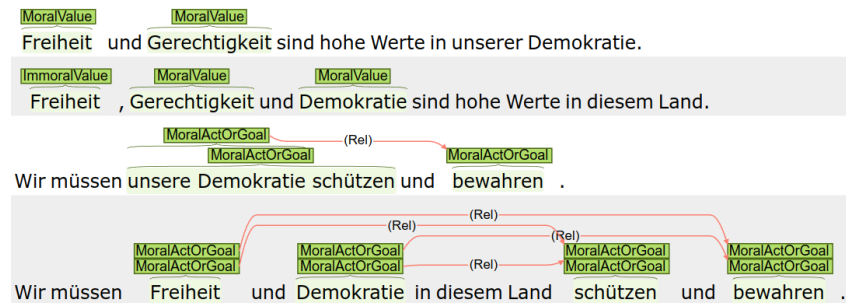 MoralValue MoralValue
Freiheit und Gerechtigkeit sind hohe Werte in unserer Demokratie.
ImmoralValue MoralValue MoralValue
Freiheit , Gerechtigkeit und Demokratie sind hohe Werte in diesem Land.
MoralActOrGoal (Rel)
MoralActOrGoal MoralActOrGoal
Wir müssen unsere Demokratie schützen und bewahren .
(Rel)
(Rel)
(Rel)
MoralActOrGoal MoralActOrGoal MoralActOrGoal MoralActOrGoal
MoralActOrGoal MoralActOrGoal (Rel) MoralActOrGoal MoralActOrGoal
Wir müssen Freiheit und Demokratie in diesem Land schützen und bewahren .